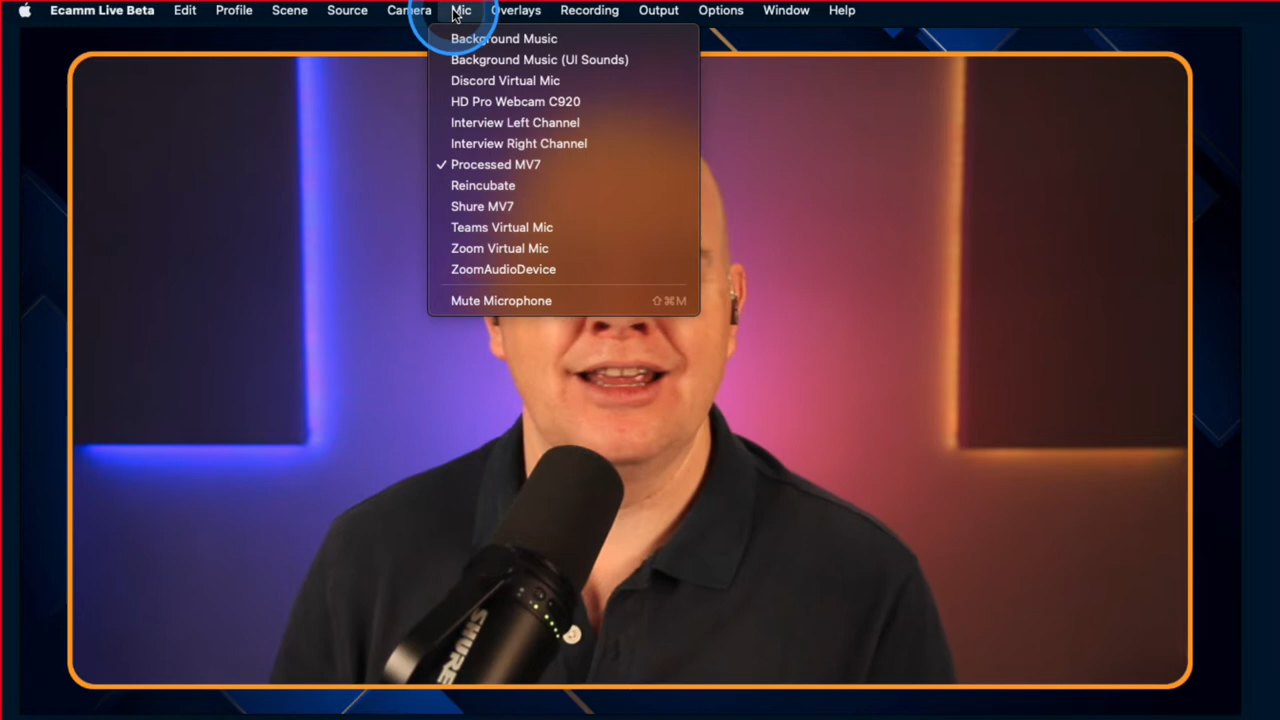 Ecamm Live Beta Edit Profile Scene Source Camera Mic Overlays Recording Output Options Window Help
Background Music
Background Music (UI Sounds)
Discord Virtual Mic
HD Pro Webcam C920
Interview Left Channel
Interview Right Channel
✓ Processed MV7
Reincubate
Shure MV7
Teams Virtual Mic
Zoom Virtual Mic
ZoomAudioDevice
Mute Microphone ⇧⌘M
SHURE